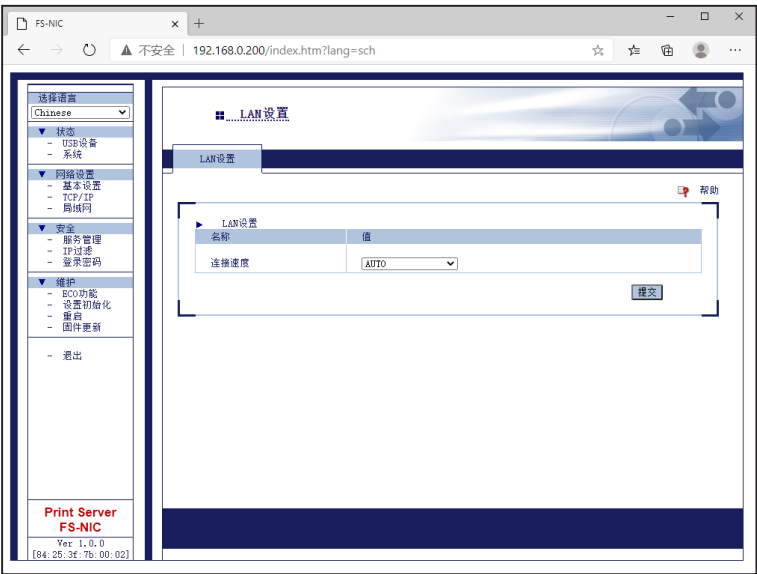 FS-NIC
不安全 | 192.168.0.200/index.htm?lang=sch
选择语言
Chinese
▼ 状态
- USB设备
- 系统
▼ 网络设置
- 基本设置
- TCP/IP
- 局域网
▼ 安全
- 服务管理
- IP过滤
- 登录密码
▼ 维护
- ECO功能
- 设置初始化
- 重启
- 固件更新
- 退出
Print Server
FS-NIC
Ver 1.0.0
[84:25:3f:7b:00:02]
LAN设置
LAN设置
帮助
LAN设置
名称 值
连接速度 AUTO
提交